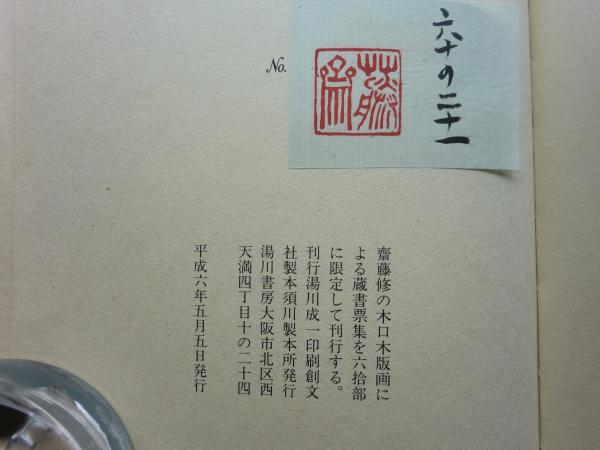 No.
六十の二十一
齋藤
齋藤修の木口木版画に
よる蔵書票集を六拾部
に限定して刊行する。
刊行湯川成一印刷創文
社製本須川製本所発行
湯川書房大阪市北区西
天満四丁目十の二十四
平成六年五月五日発行